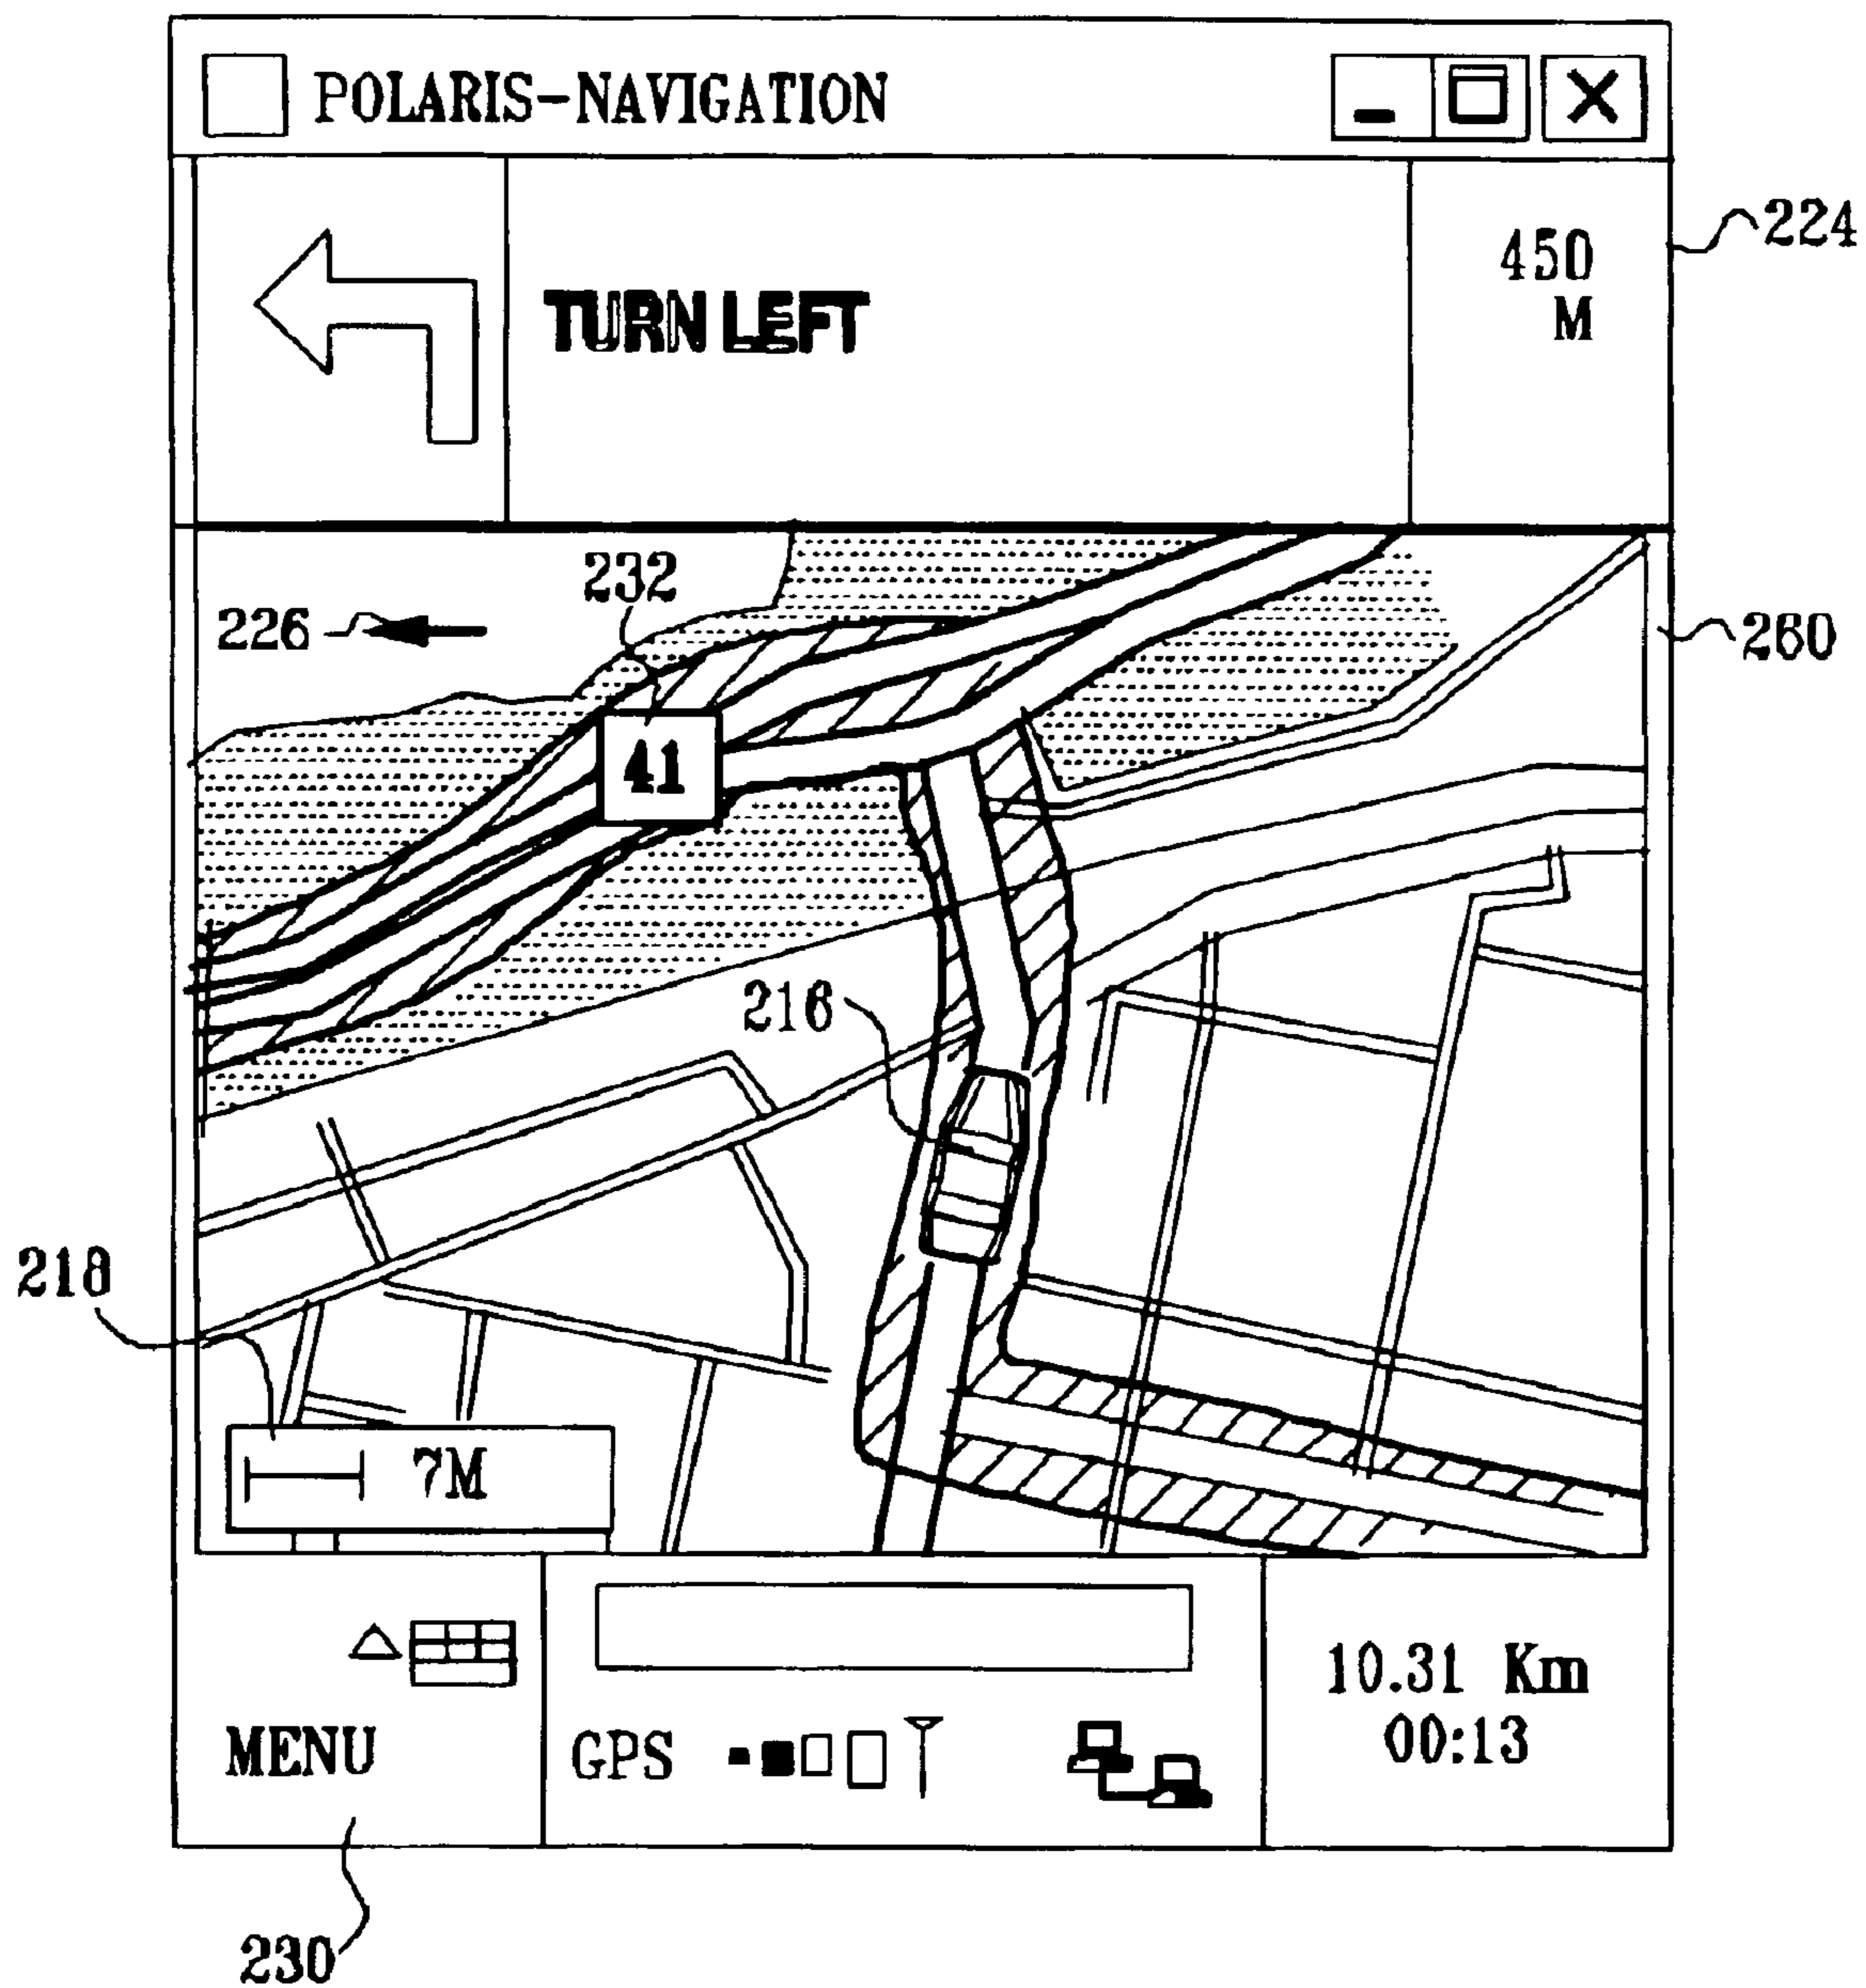 POLARIS-NAVIGATION
224
450
M
TURN LEFT
232
226
260
41
216
218
7M
10.31 Km
00:13
MENU
GPS
230